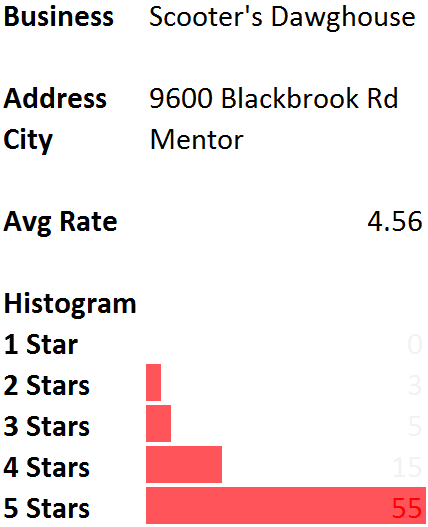 Business Scooter's Dawghouse
Address 9600 Blackbrook Rd
City Mentor
Avg Rate 4.56
Histogram
1 Star 0
2 Stars 3
3 Stars 5
4 Stars 15
5 Stars 55